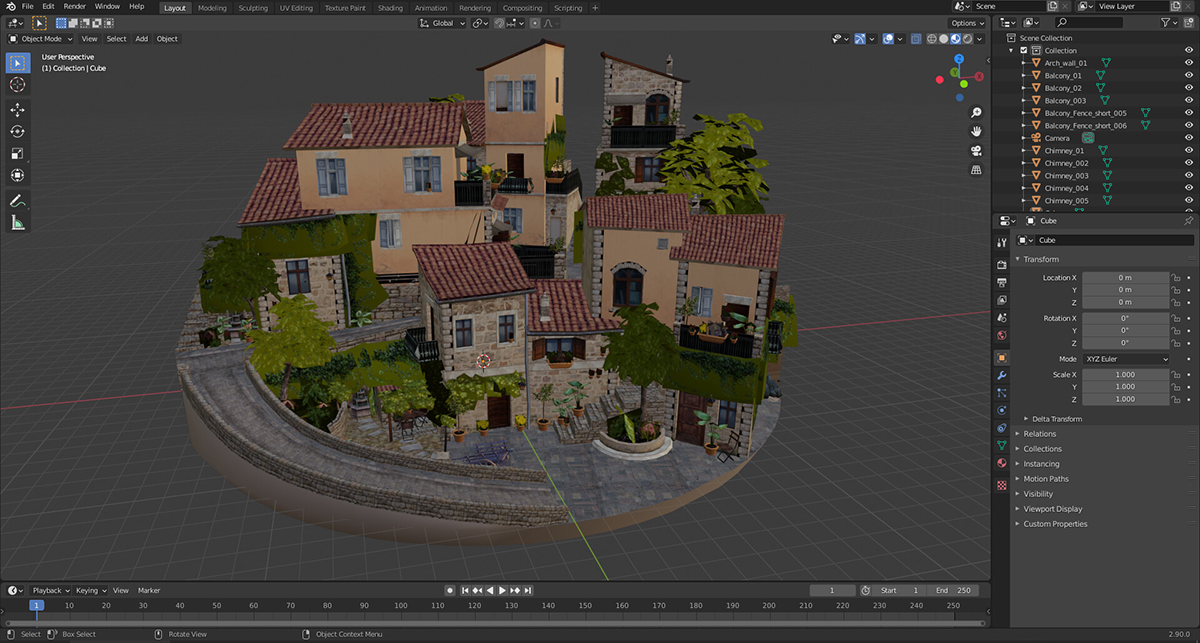 File Edit Render Window Help Layout Modeling Sculpting UV Editing Texture Paint Shading Animation Rendering Compositing Scripting + Scene View Layer
Global Options
Object Mode View Select Add Object
User Perspective
(1) Collection | Cube
Scene Collection
Collection
Arch_wall_01
Balcony_01
Balcony_02
Balcony_003
Balcony_Fence_short_005
Balcony_Fence_short_006
Camera
Chimney_01
Chimney_002
Chimney_003
Chimney_004
Chimney_005
Cube
Cube
Transform
Location X 0 m
Y 0 m
Z 0 m
Rotation X 0°
Y 0°
Z 0°
Mode XYZ Euler
Scale X 1.000
Y 1.000
Z 1.000
Delta Transform
Relations
Collections
Instancing
Motion Paths
Visibility
Viewport Display
Custom Properties
Playback Keying View Marker 1 Start 1 End 250
1 10 20 30 40 50 60 70 80 90 100 110 120 130 140 150 160 170 180 190 200 210 220 230 240 250
Select Box Select Rotate View Object Context Menu 2.90.0